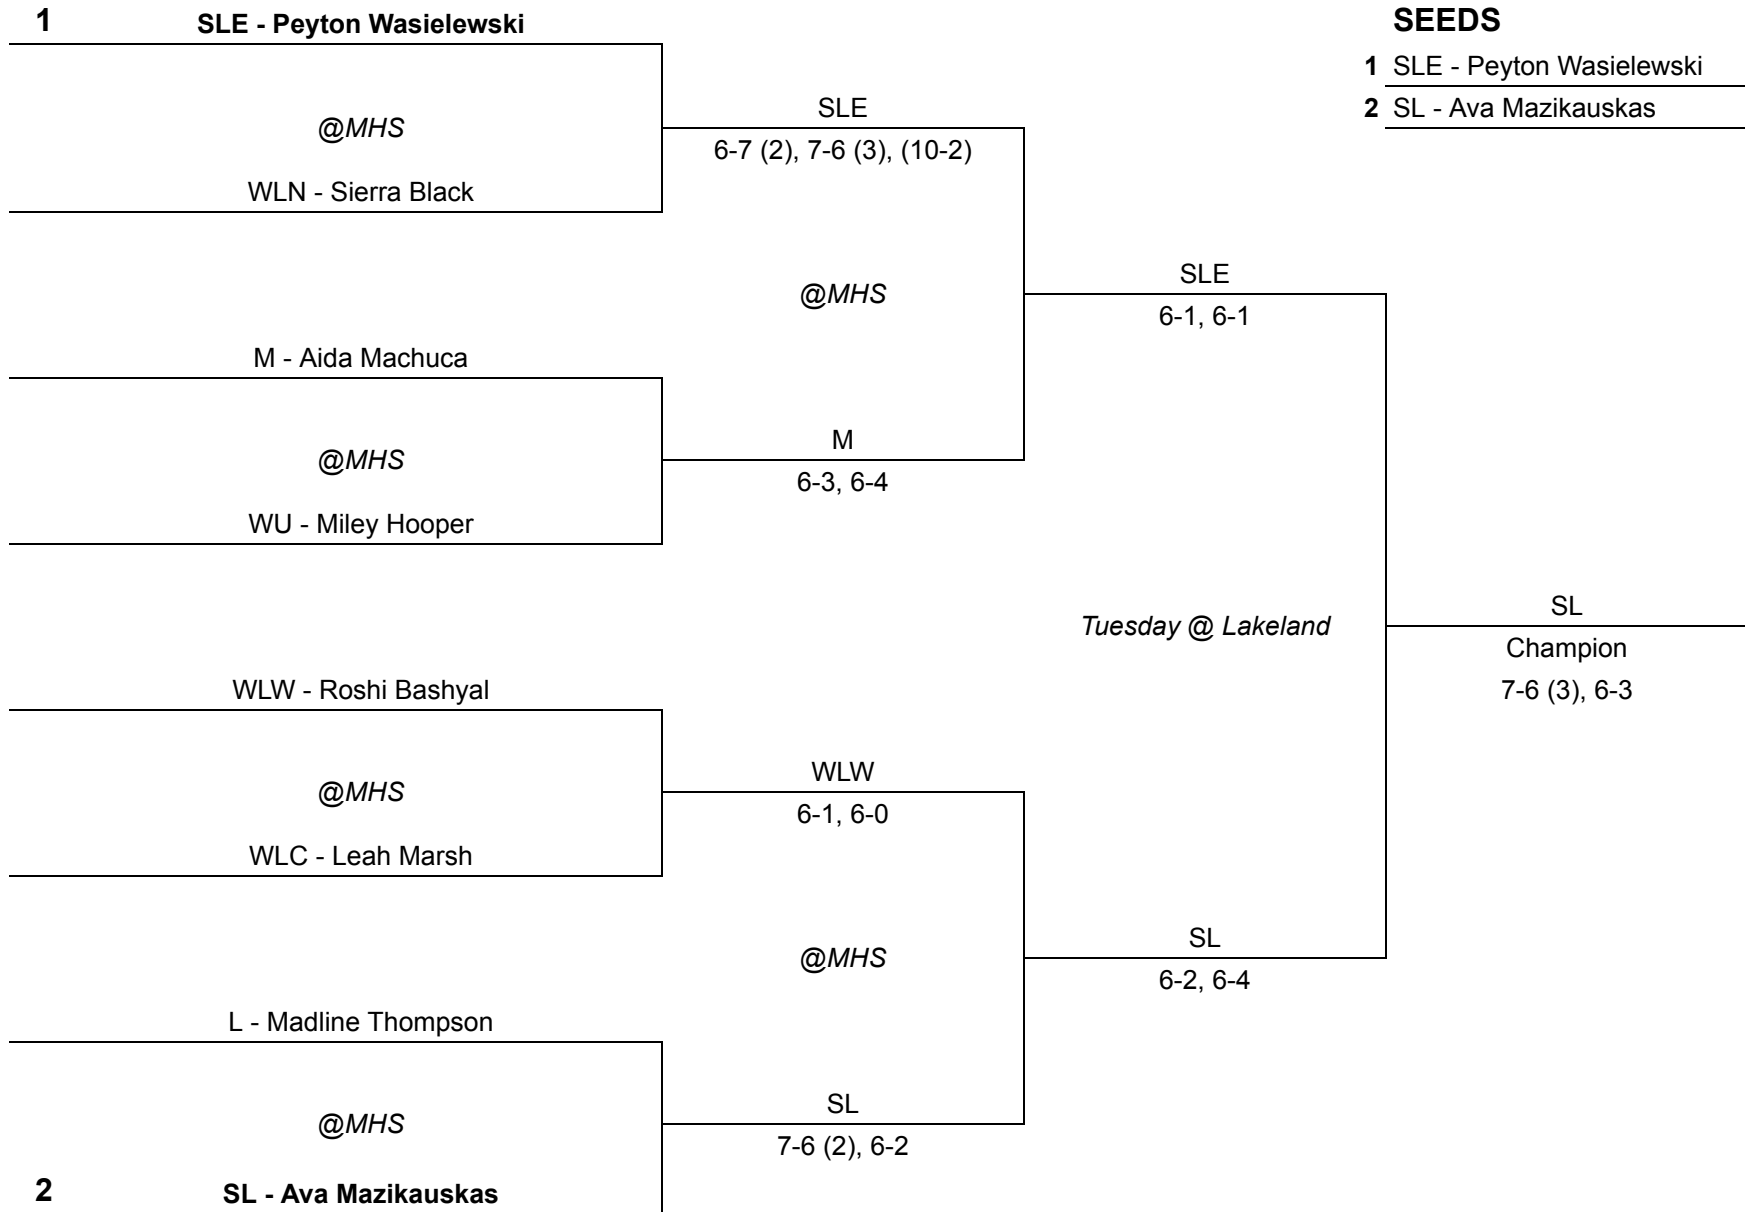 1 SLE - Peyton Wasielewski
SEEDS
1 SLE - Peyton Wasielewski
2 SL - Ava Mazikauskas
@MHS
SLE
6-7 (2), 7-6 (3), (10-2)
WLN - Sierra Black
@MHS
SLE
6-1, 6-1
M - Aida Machuca
@MHS
M
6-3, 6-4
WU - Miley Hooper
Tuesday @ Lakeland
SL
Champion
7-6 (3), 6-3
WLW - Roshi Bashyal
@MHS
WLW
6-1, 6-0
WLC - Leah Marsh
@MHS
SL
6-2, 6-4
L - Madline Thompson
@MHS
SL
7-6 (2), 6-2
2 SL - Ava Mazikauskas